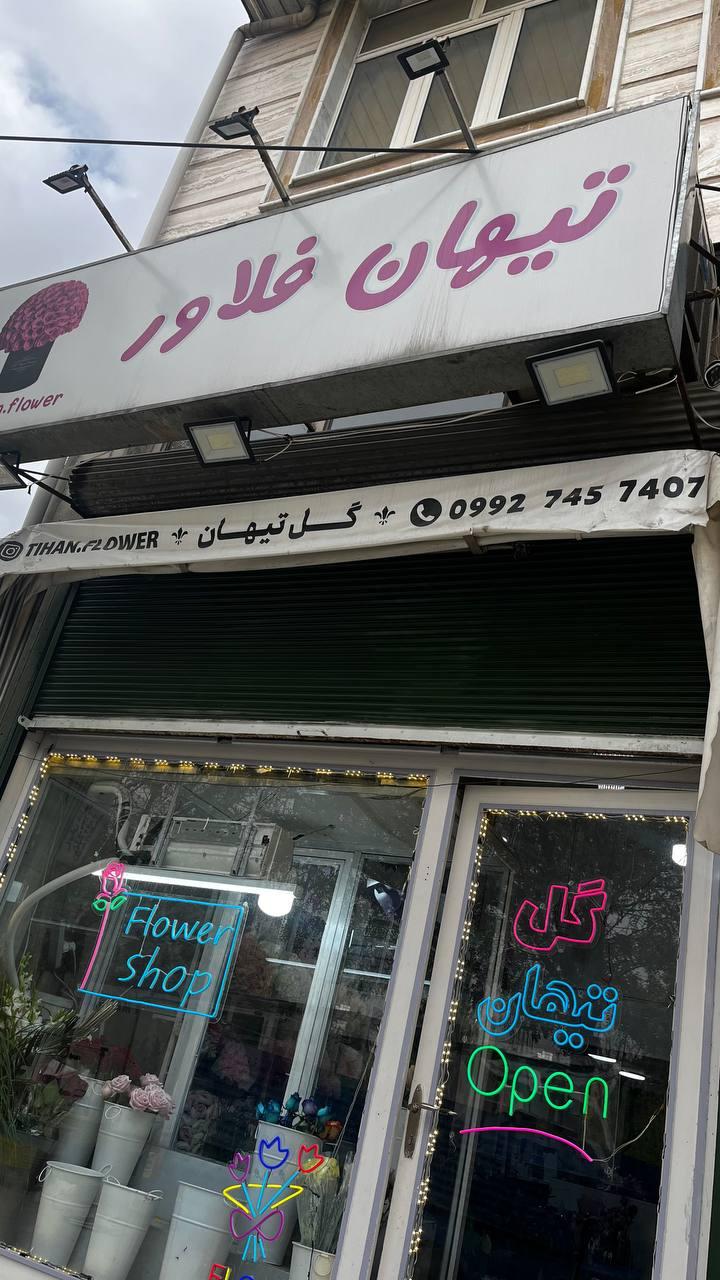 تیهان فلاور
.flower
TIHAN.FLOWER گل تیهان 0992 745 7407
Flower
shop
گل
تیهان
Open